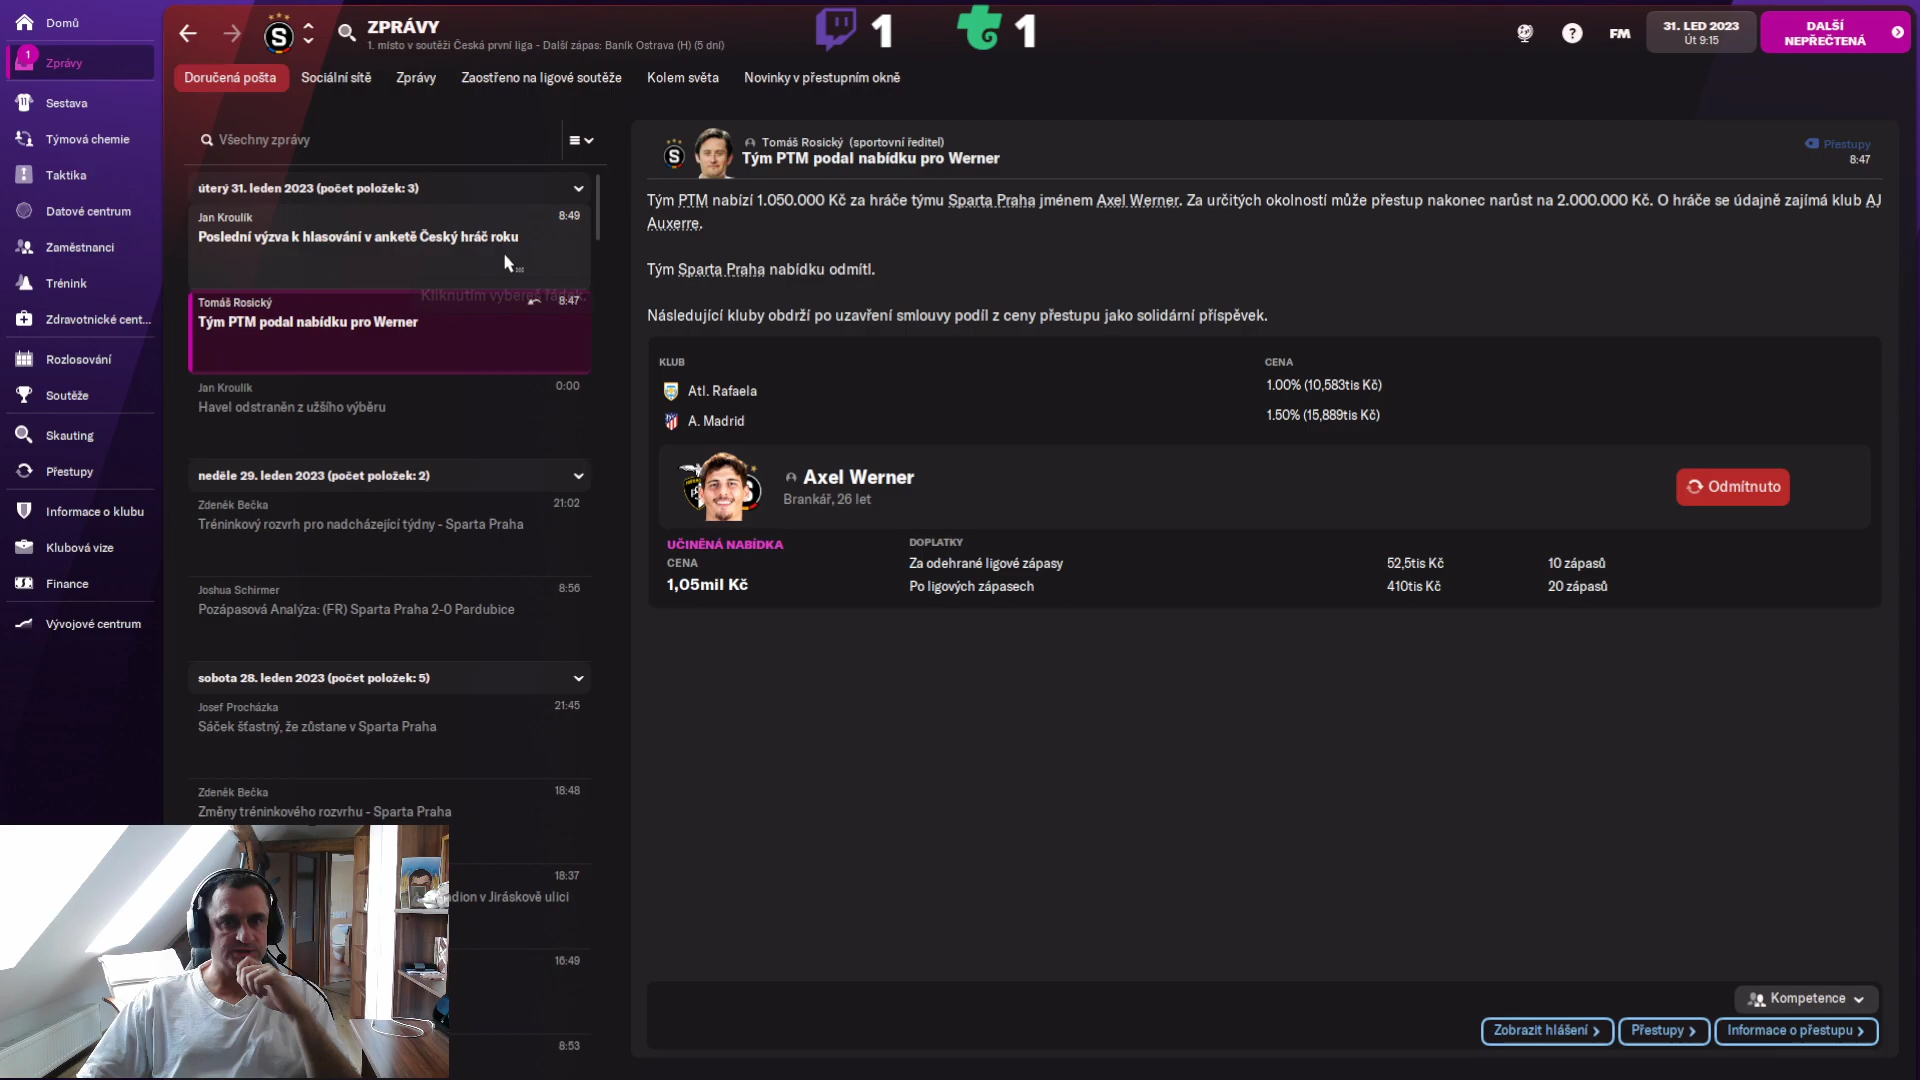 Domů
1
Zprávy
Sestava
Týmová chemie
Taktika
Datové centrum
Zaměstnanci
Trénink
Zdravotnické cent...
Rozlosování
Soutěže
Skauting
Přestupy
Informace o klubu
Klubová vize
Finance
Vývojové centrum
ZPRÁVY
1. místo v soutěži Česká první liga - Další zápas: Baník Ostrava (H) (5 dní)
1
1
FM
31. LED 2023
Út 9:15
DALŠÍ
NEPŘEČTENÁ
Doručená pošta
Sociální sítě
Zprávy
Zaostřeno na ligové soutěže
Kolem světa
Novinky v přestupním okně
Všechny zprávy
úterý 31. leden 2023 (počet položek: 3)
Jan Kroulík 8:49
Poslední výzva k hlasování v anketě Český hráč roku
Kliknutím vybereš řádek.
Tomáš Rosický 8:47
Tým PTM podal nabídku pro Werner
Jan Kroulík 0:00
Havel odstraněn z užšího výběru
neděle 29. leden 2023 (počet položek: 2)
Zdeněk Bečka 21:02
Tréninkový rozvrh pro nadcházející týdny - Sparta Praha
Joshua Schirmer 8:56
Pozápasová Analýza: (FR) Sparta Praha 2-0 Pardubice
sobota 28. leden 2023 (počet položek: 5)
Josef Procházka 21:45
Sáček šťastný, že zůstane v Sparta Praha
Zdeněk Bečka 18:48
Změny tréninkového rozvrhu - Sparta Praha
18:37
v Jiráskově ulici
16:49
8:53
Tomáš Rosický (sportovní ředitel)
Tým PTM podal nabídku pro Werner
Přestupy
8:47
Tým PTM nabízí 1.050.000 Kč za hráče týmu Sparta Praha jménem Axel Werner. Za určitých okolností může přestup nakonec narůst na 2.000.000 Kč. O hráče se údajně zajímá klub AJ
Auxerre.
Tým Sparta Praha nabídku odmítl.
Následující kluby obdrží po uzavření smlouvy podíl z ceny přestupu jako solidární příspěvek.
KLUB CENA
Atl. Rafaela 1.00% (10,583tis Kč)
A. Madrid 1.50% (15,889tis Kč)
Axel Werner
Brankář, 26 let
Odmítnuto
UČINĚNÁ NABÍDKA
CENA
1,05mil Kč
DOPLATKY
Za odehrané ligové zápasy 52,5tis Kč 10 zápasů
Po ligových zápasech 410tis Kč 20 zápasů
Kompetence
Zobrazit hlášení
Přestupy
Informace o přestupu